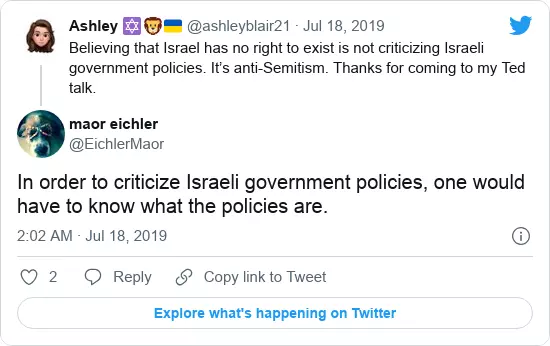 Ashley ✡️🦁🇺🇦 @ashleyblair21 · Jul 18, 2019
Believing that Israel has no right to exist is not criticizing Israeli
government policies. It’s anti-Semitism. Thanks for coming to my Ted
talk.
maor eichler
@EichlerMaor
In order to criticize Israeli government policies, one would
have to know what the policies are.
2:02 AM · Jul 18, 2019
2 Reply Copy link to Twitter
Explore what's happening on Twitter